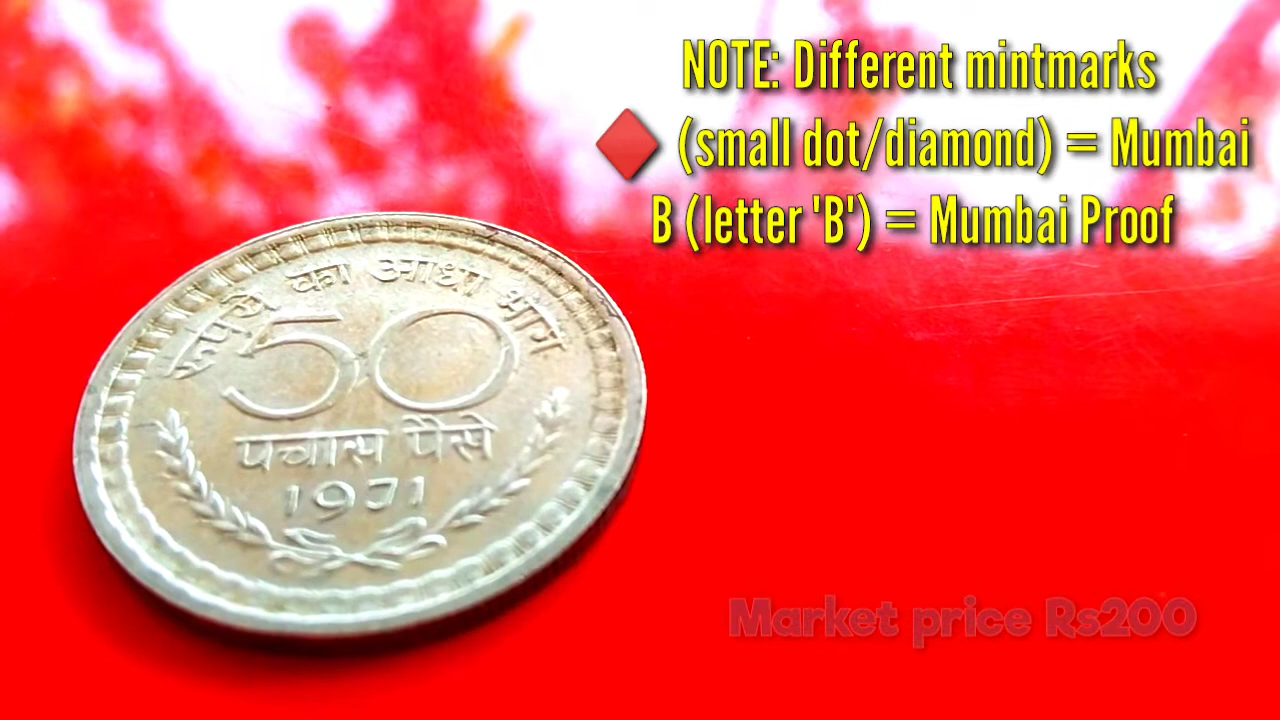 NOTE: Different mintmarks
(small dot/diamond) = Mumbai
B (letter 'B') = Mumbai Proof
रूपये का आधा भाग
50
पचास पैसे
1971
Market price Rs200